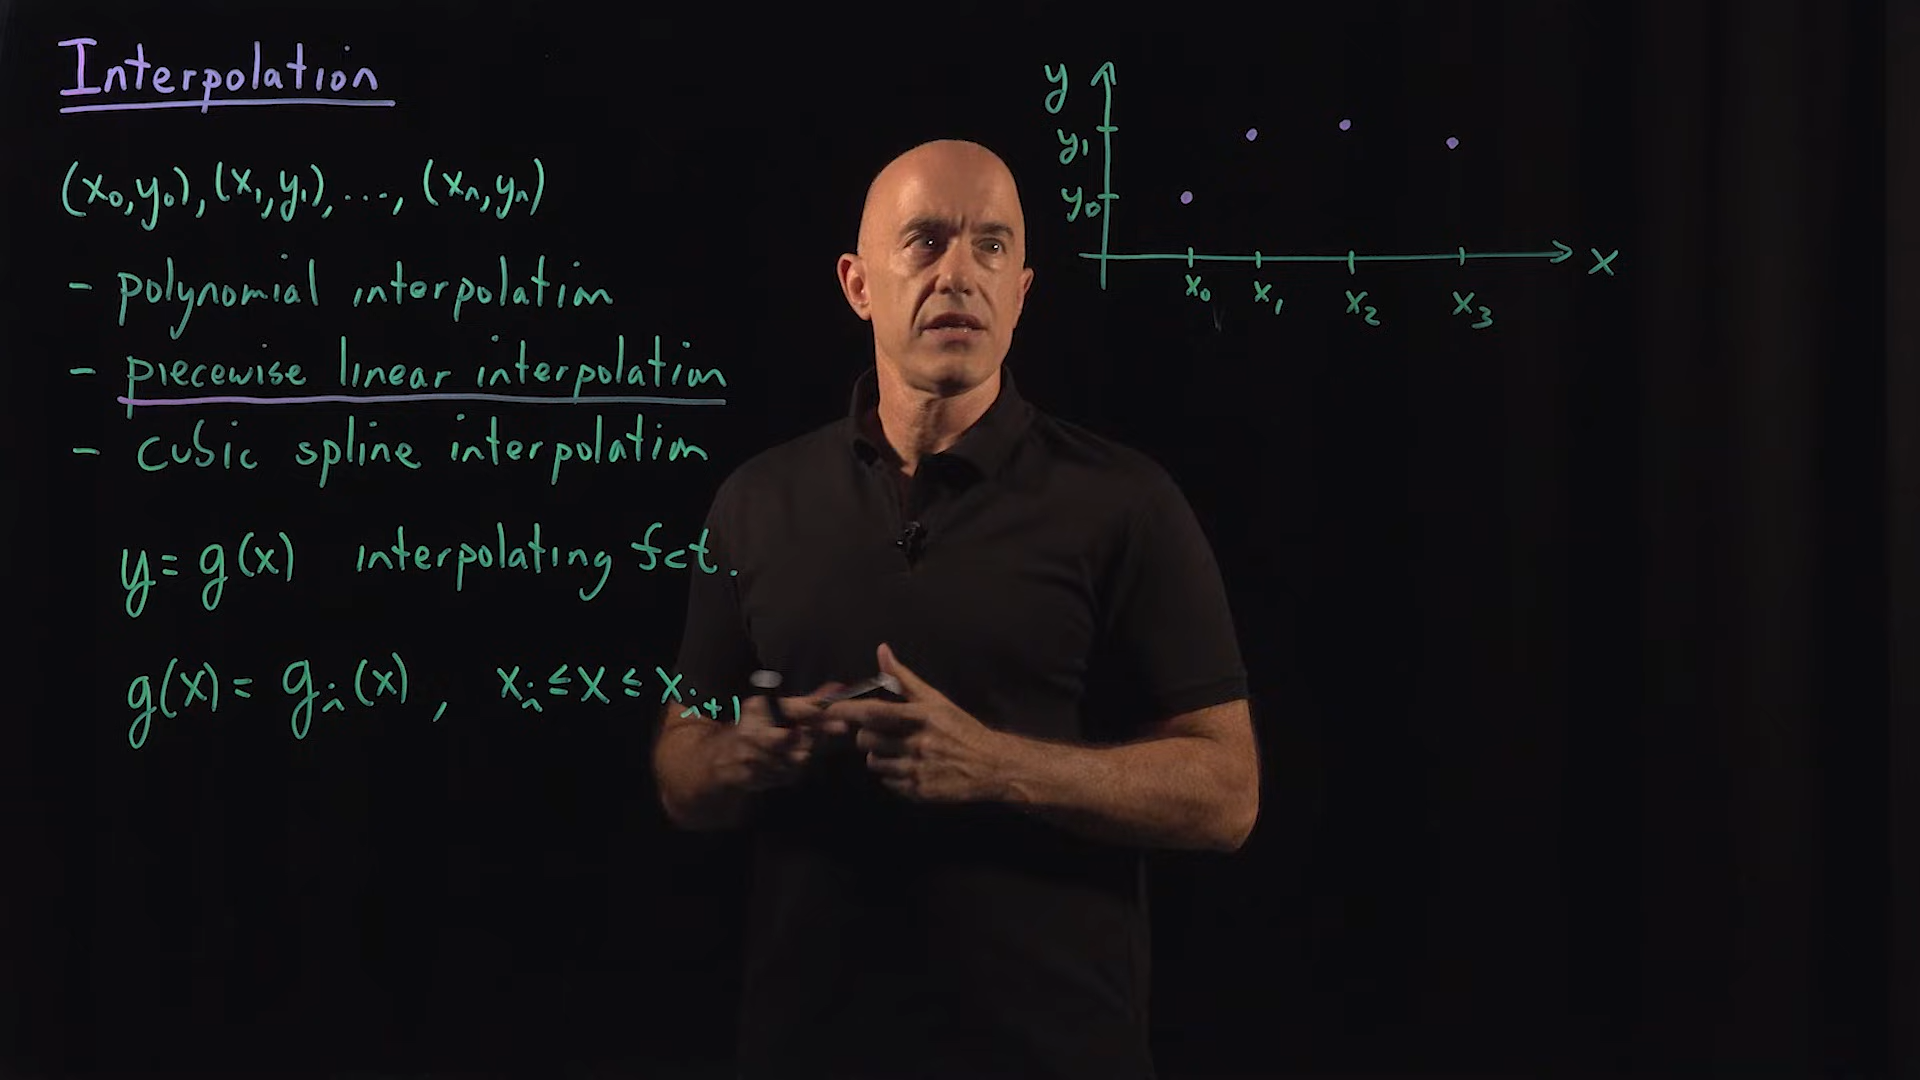 Interpolation
(x₀,y₀), (x₁,y₁), ..., (xₙ,yₙ)
- polynomial interpolation
- piecewise linear interpolation
- cubic spline interpolation
y = g(x) interpolating fct.
g(x) = gᵢ(x), xᵢ ≤ x ≤ xᵢ₊₁
y
y₁
y₀
x₀ x₁ x₂ x₃ x